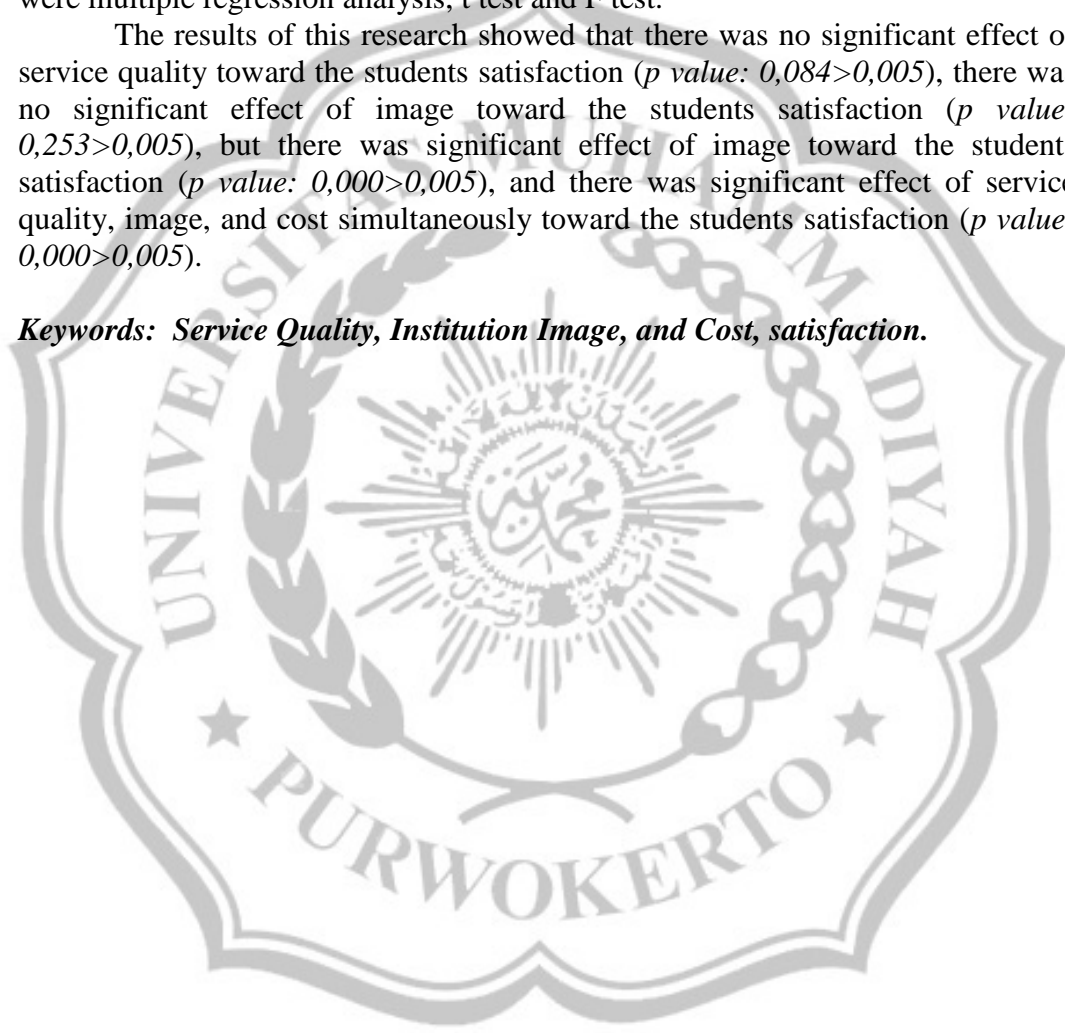 were multiple regression analysis, t test and F test.
The results of this research showed that there was no significant effect o
service quality toward the students satisfaction (p value: 0,084>0,005), there wa
no significant effect of image toward the students satisfaction (p value
0,253>0,005), but there was significant effect of image toward the student
satisfaction (p value: 0,000>0,005), and there was significant effect of service
quality, image, and cost simultaneously toward the students satisfaction (p value
0,000>0,005).
Keywords: Service Quality, Institution Image, and Cost, satisfaction.
UNIVERSITAS MUHAMMADIYAH
PURWOKERTO